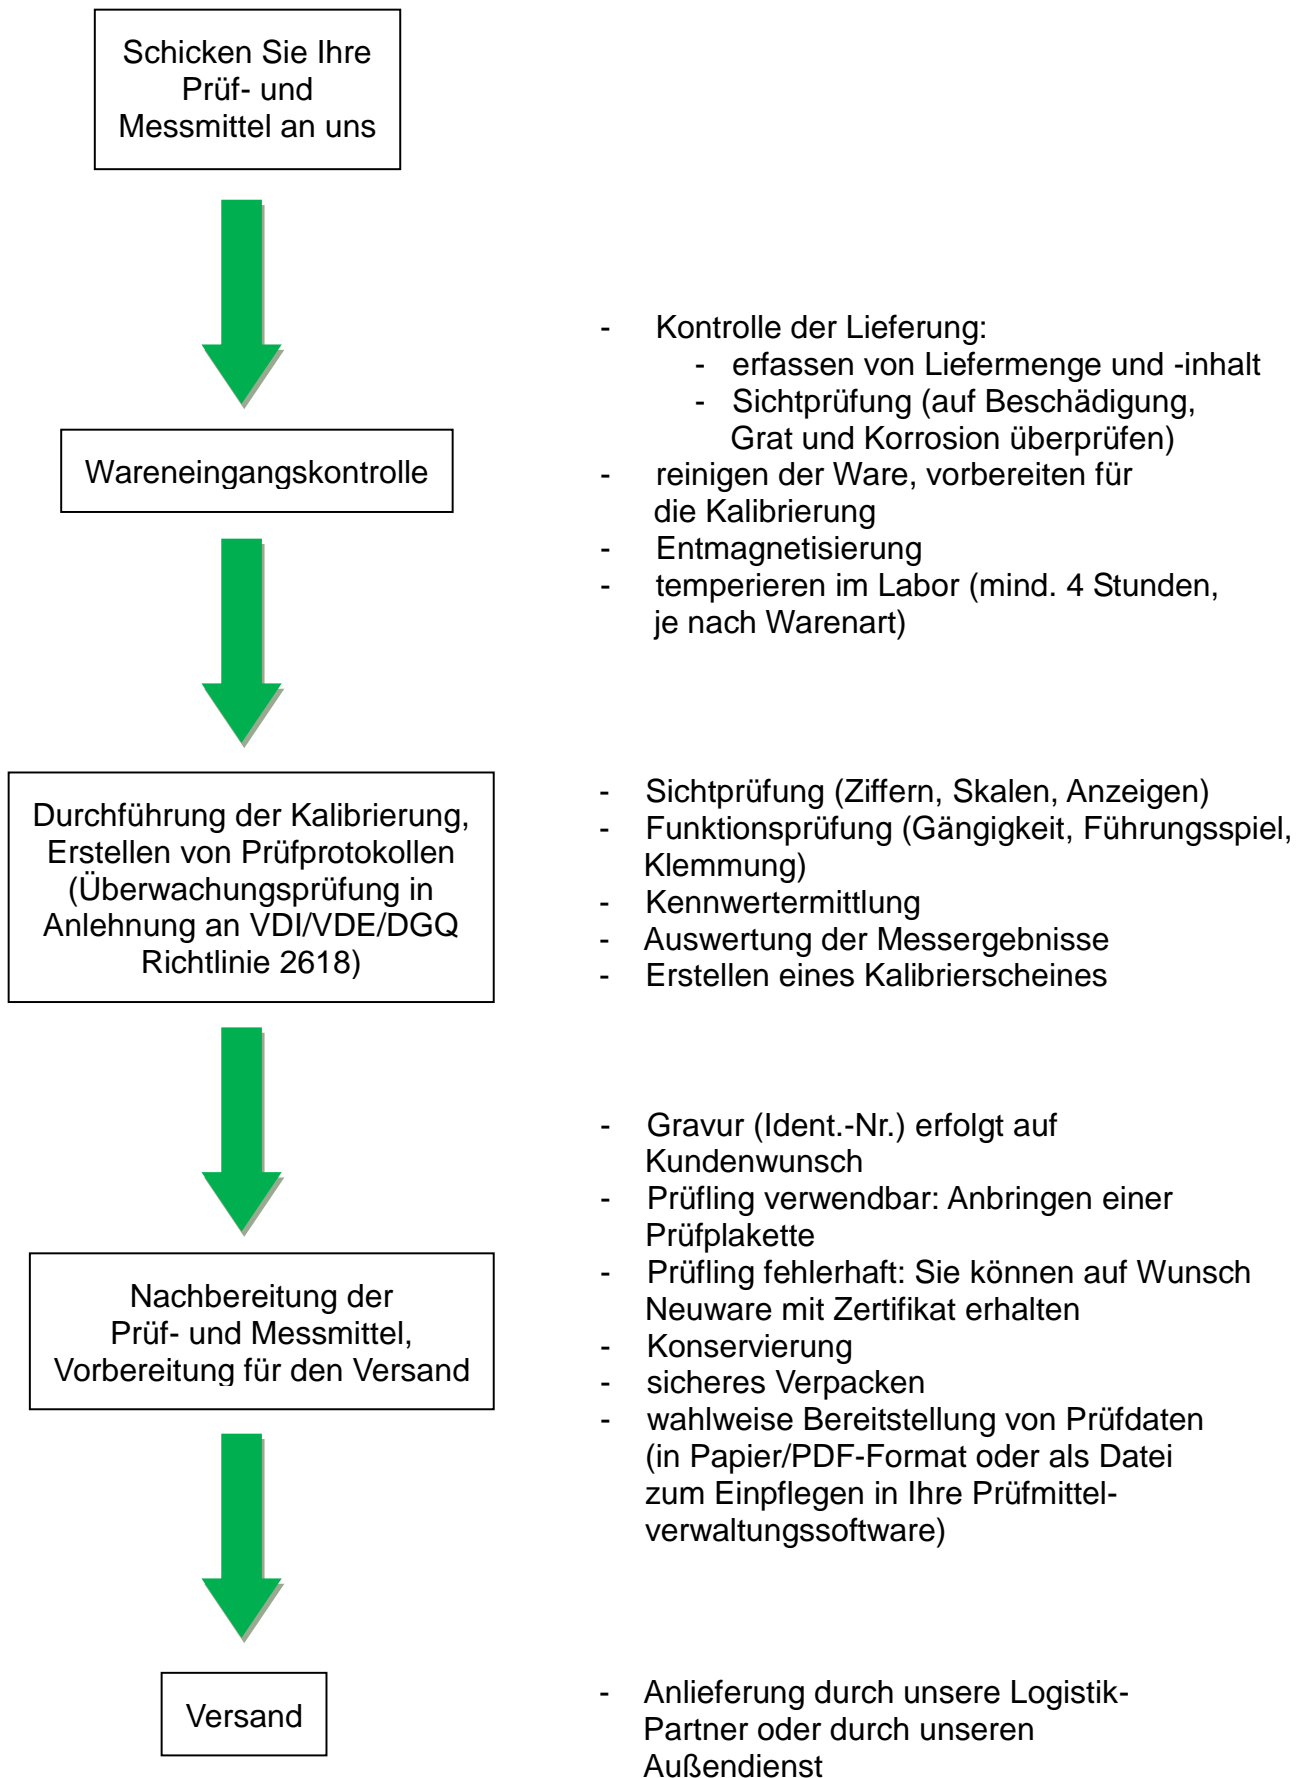 Schicken Sie Ihre
Prüf- und
Messmittel an uns
- Kontrolle der Lieferung:
- erfassen von Liefermenge und -inhalt
- Sichtprüfung (auf Beschädigung,
Grat und Korrosion überprüfen)
Wareneingangskontrolle
- reinigen der Ware, vorbereiten für
die Kalibrierung
- Entmagnetisierung
- temperieren im Labor (mind. 4 Stunden,
je nach Warenart)
Durchführung der Kalibrierung,
Erstellen von Prüfprotokollen
(Überwachungsprüfung in
Anlehnung an VDI/VDE/DGQ
Richtlinie 2618)
- Sichtprüfung (Ziffern, Skalen, Anzeigen)
- Funktionsprüfung (Gängigkeit, Führungsspiel,
Klemmung)
- Kennwertermittlung
- Auswertung der Messergebnisse
- Erstellen eines Kalibrierscheines
Nachbereitung der
Prüf- und Messmittel,
Vorbereitung für den Versand
- Gravur (Ident.-Nr.) erfolgt auf
Kundenwunsch
- Prüfling verwendbar: Anbringen einer
Prüfplakette
- Prüfling fehlerhaft: Sie können auf Wunsch
Neuware mit Zertifikat erhalten
- Konservierung
- sicheres Verpacken
- wahlweise Bereitstellung von Prüfdaten
(in Papier/PDF-Format oder als Datei
zum Einpflegen in Ihre Prüfmittel-
verwaltungssoftware)
Versand
- Anlieferung durch unsere Logistik-
Partner oder durch unseren
Außendienst